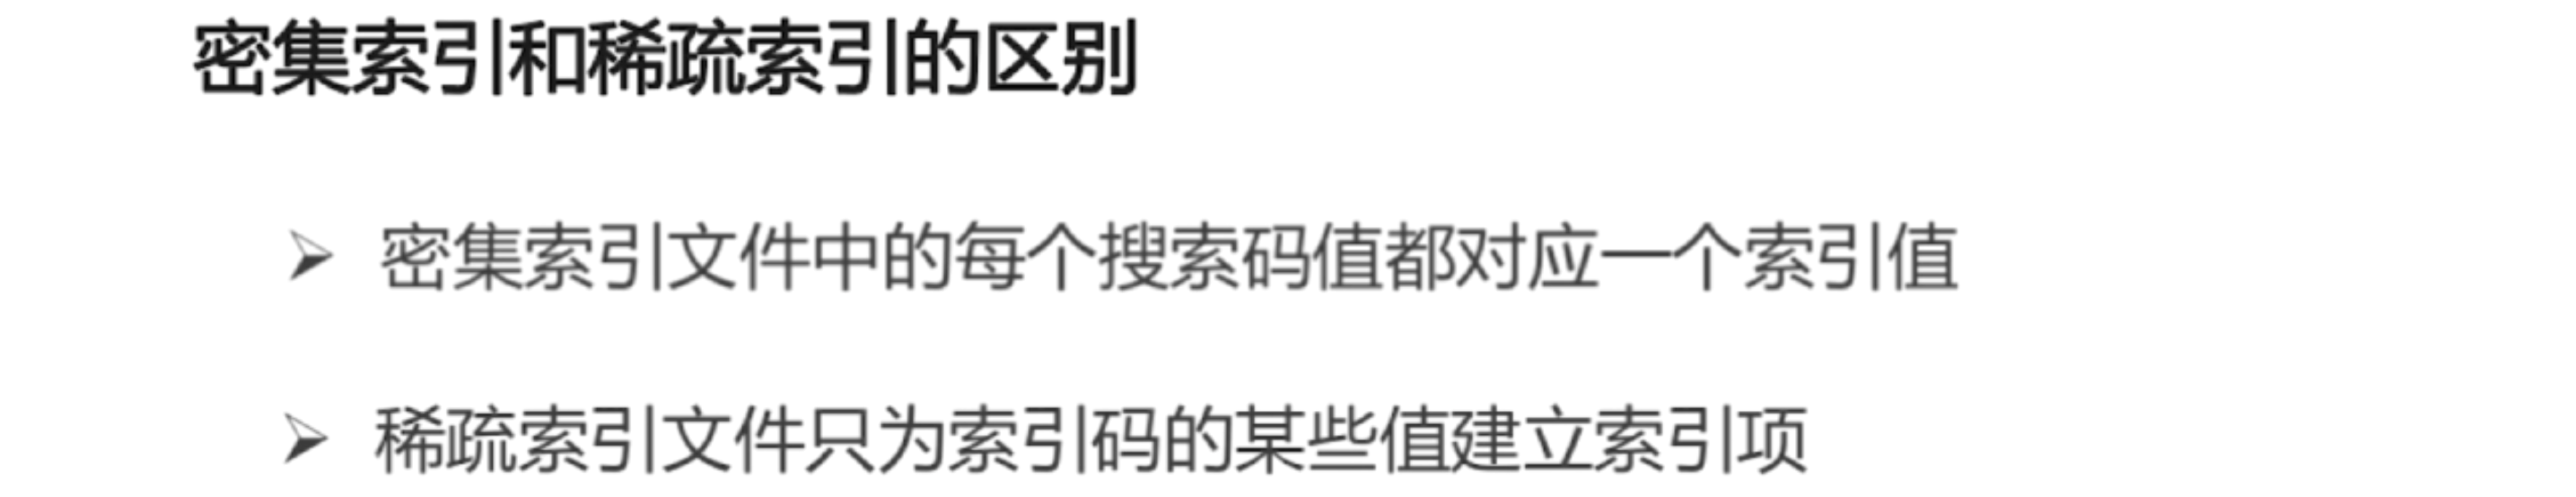 密集索引和稀疏索引的区别
➢ 密集索引文件中的每个搜索码值都对应一个索引值
➢ 稀疏索引文件只为索引码的某些值建立索引项